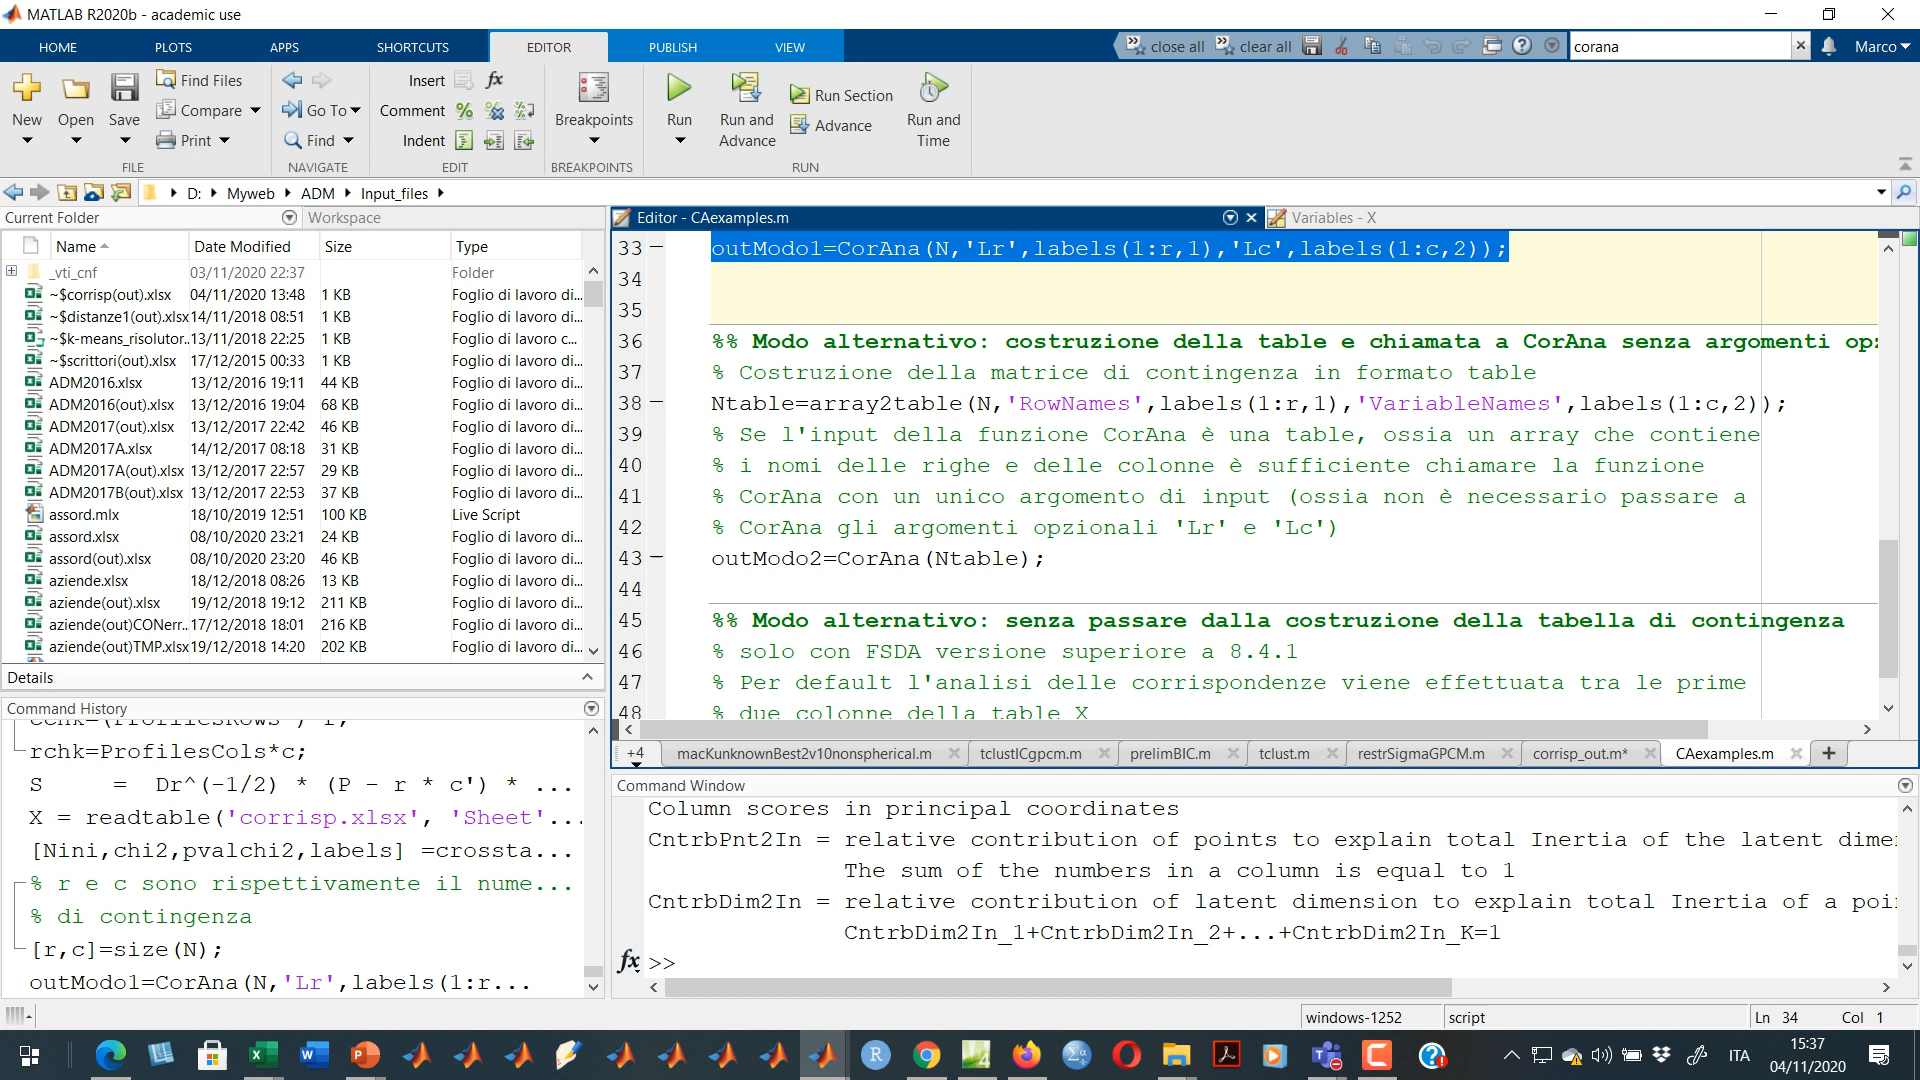 MATLAB R2020b - academic use
HOME PLOTS APPS SHORTCUTS EDITOR PUBLISH VIEW close all clear all corana Marco
Find Files Insert fx Run Section
New Open Save Compare Go To Comment Breakpoints Run Run and Advance Advance Run and Time
Print Find Indent
FILE NAVIGATE EDIT BREAKPOINTS RUN
D: Myweb ADM Input_files
Current Folder Workspace
Name Date Modified Size Type
_vti_cnf 03/11/2020 22:37 Folder
~$corrisp(out).xlsx 04/11/2020 13:48 1 KB Foglio di lavoro di...
~$distanze1(out).xlsx 14/11/2018 08:51 1 KB Foglio di lavoro di...
~$k-means_risolutor... 13/11/2018 22:25 1 KB Foglio di lavoro c...
~$scrittori(out).xlsx 17/12/2015 00:33 1 KB Foglio di lavoro di...
ADM2016.xlsx 13/12/2016 19:11 44 KB Foglio di lavoro di...
ADM2016(out).xlsx 13/12/2016 19:04 68 KB Foglio di lavoro di...
ADM2017(out).xlsx 13/12/2017 22:42 46 KB Foglio di lavoro di...
ADM2017A.xlsx 14/12/2017 08:18 31 KB Foglio di lavoro di...
ADM2017A(out).xlsx 13/12/2017 22:57 29 KB Foglio di lavoro di...
ADM2017B(out).xlsx 13/12/2017 22:53 37 KB Foglio di lavoro di...
assord.mlx 18/10/2019 12:51 100 KB Live Script
assord.xlsx 08/10/2020 23:21 24 KB Foglio di lavoro di...
assord(out).xlsx 08/10/2020 23:20 46 KB Foglio di lavoro di...
aziende.xlsx 18/12/2018 08:26 13 KB Foglio di lavoro di...
aziende(out).xlsx 19/12/2018 19:12 211 KB Foglio di lavoro di...
aziende(out)CONerr... 17/12/2018 18:01 216 KB Foglio di lavoro di...
aziende(out)TMP.xlsx 19/12/2018 14:20 202 KB Foglio di lavoro di...
Details
Command History
rchk=ProfilesCols*c;
S = Dr^(-1/2) * (P - r * c') * ...
X = readtable('corrisp.xlsx', 'Sheet'...
[Nini,chi2,pvalchi2,labels] =crossta...
% r e c sono rispettivamente il nume...
% di contingenza
[r,c]=size(N);
outModo1=CorAna(N,'Lr',labels(1:r...
Editor - CAexamples.m Variables - X
33 outModo1=CorAna(N,'Lr',labels(1:r,1),'Lc',labels(1:c,2));
34
35
36 %% Modo alternativo: costruzione della table e chiamata a CorAna senza argomenti op
37 % Costruzione della matrice di contingenza in formato table
38 Ntable=array2table(N,'RowNames',labels(1:r,1),'VariableNames',labels(1:c,2));
39 % Se l'input della funzione CorAna è una table, ossia un array che contiene
40 % i nomi delle righe e delle colonne è sufficiente chiamare la funzione
41 % CorAna con un unico argomento di input (ossia non è necessario passare a
42 % CorAna gli argomenti opzionali 'Lr' e 'Lc')
43 outModo2=CorAna(Ntable);
44
45 %% Modo alternativo: senza passare dalla costruzione della tabella di contingenza
46 % solo con FSDA versione superiore a 8.4.1
47 % Per default l'analisi delle corrispondenze viene effettuata tra le prime
48 % due colonne della table X
+4 macKunknownBest2v10nonspherical.m tclustICgpcm.m prelimBIC.m tclust.m restrSigmaGPCM.m corrisp_out.m* CAexamples.m +
Command Window
Column scores in principal coordinates
CntrbPnt2In = relative contribution of points to explain total Inertia of the latent dime
The sum of the numbers in a column is equal to 1
CntrbDim2In = relative contribution of latent dimension to explain total Inertia of a poi
CntrbDim2In_1+CntrbDim2In_2+...+CntrbDim2In_K=1
fx >>
windows-1252 script Ln 34 Col 1
ITA 15:37
04/11/2020